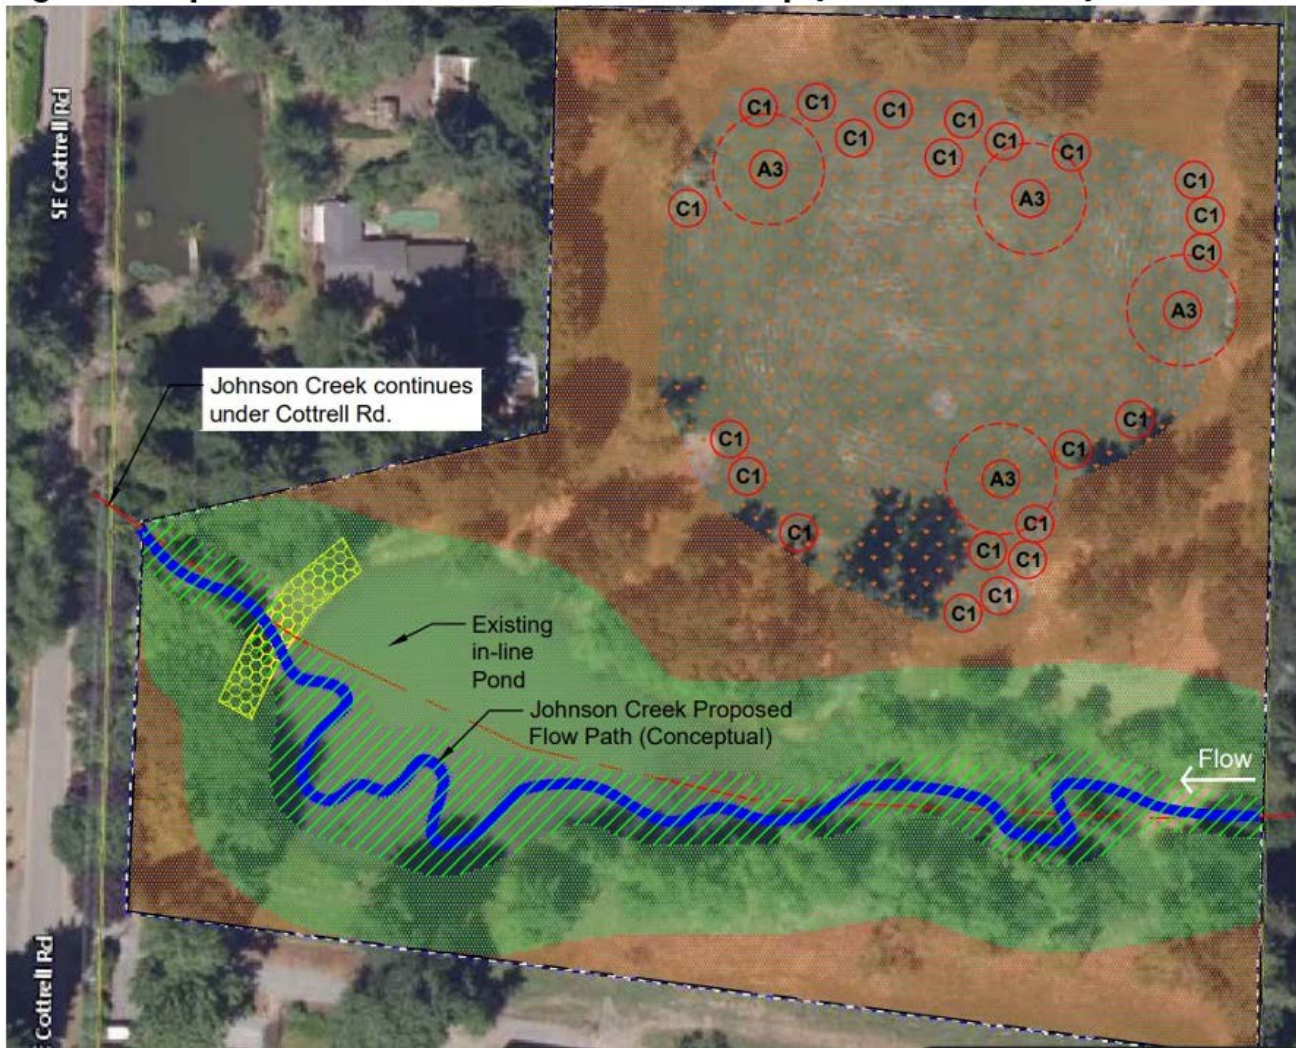 SE Cottrell Rd
C1
C1
C1
C1
C1
C1
C1
C1
A3
C1
A3
C1
C1
C1
A3
Johnson Creek continues
under Cottrell Rd.
C1
C1
C1
C1
A3
C1
C1
C1
C1
C1
C1
Existing
in-line
Pond
Johnson Creek Proposed
Flow Path (Conceptual)
Flow
Cottrell Rd